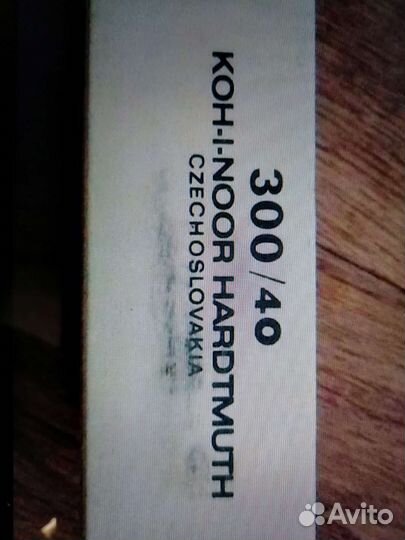 300/40
KOH-I-NOOR HARDTMUTH
CZECHOSLOVAKIA
Avito